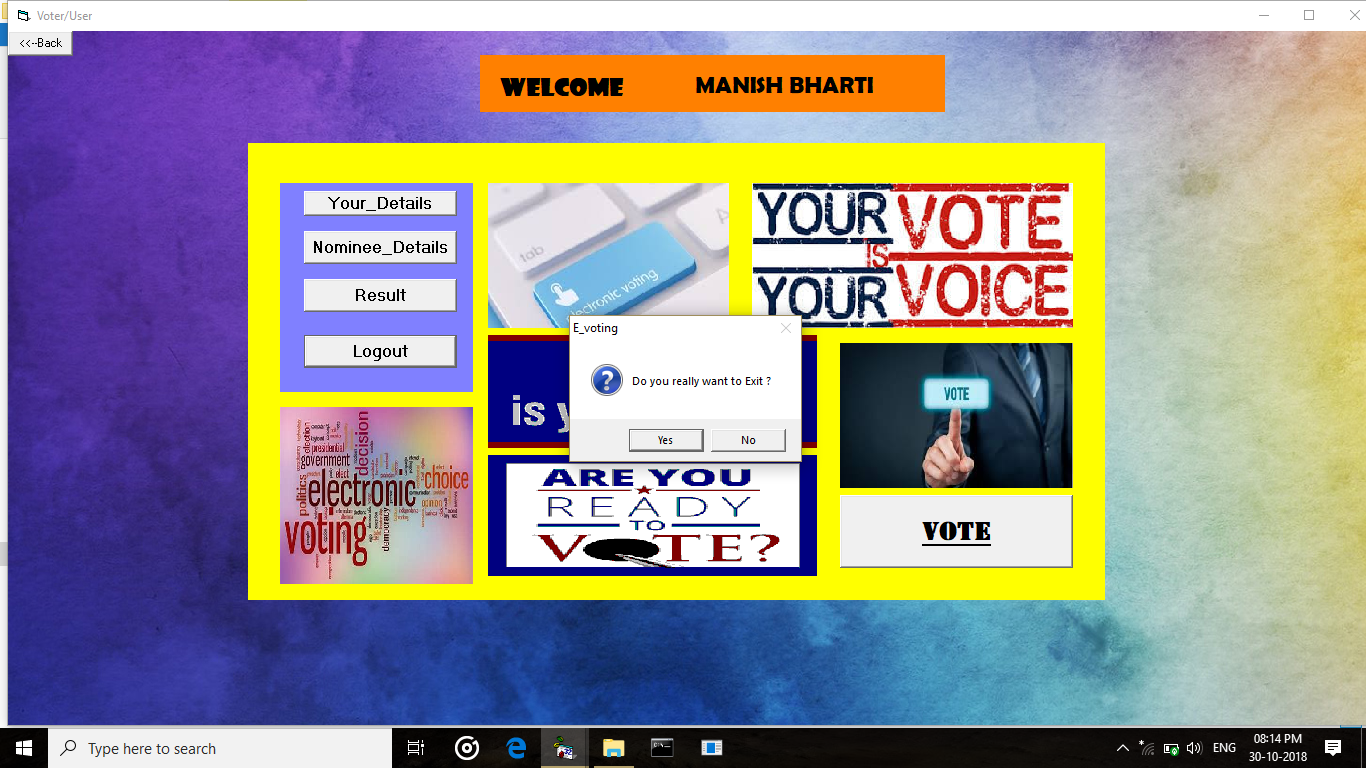 Voter/User
<<--Back
WELCOME MANISH BHARTI
Your_Details
Nominee_Details
Result
Logout
tab
electronic voting
YOUR VOTE
IS
YOUR VOICE
E_voting
Do you really want to Exit ?
Yes No
is y
VOTE
election
decision
presidential
government
politics
elect
electronic
choice
opinion
voting
democracy
ARE YOU
READY
TO
VOTE?
VOTE
Type here to search
ENG
08:14 PM
30-10-2018